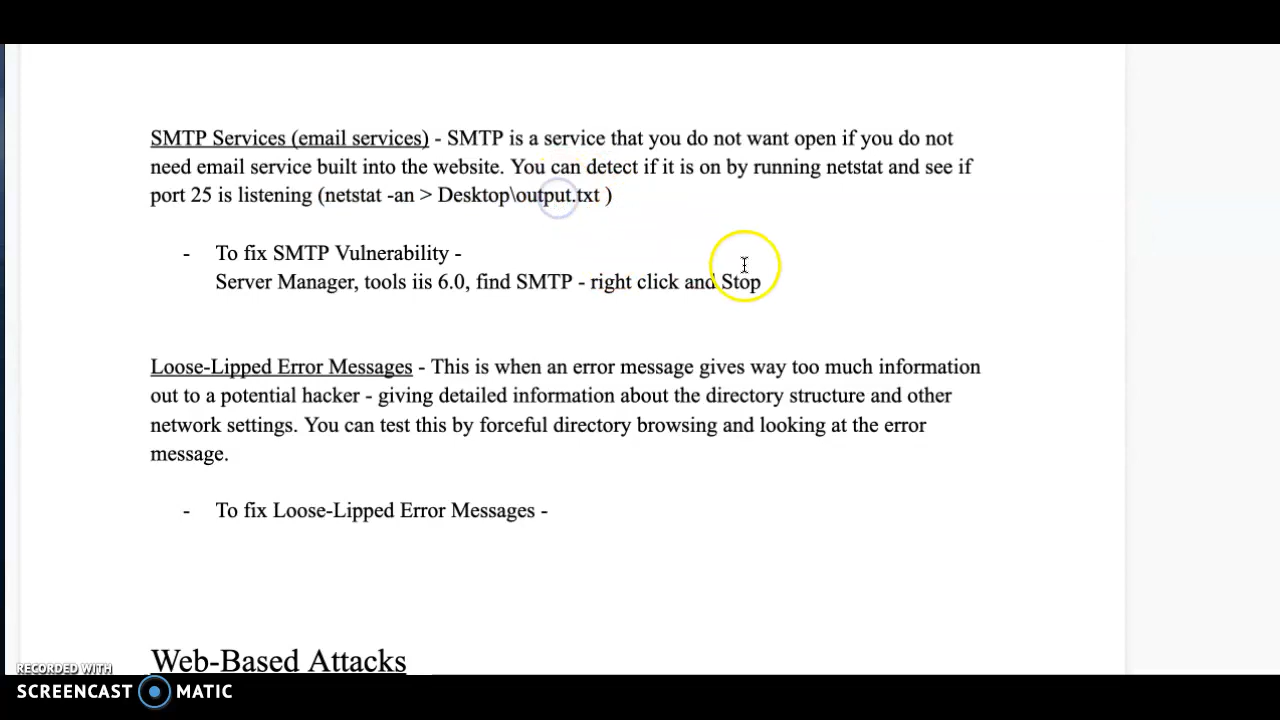 SMTP Services (email services) - SMTP is a service that you do not want open if you do not
need email service built into the website. You can detect if it is on by running netstat and see if
port 25 is listening (netstat -an > Desktop\output.txt )
- To fix SMTP Vulnerability -
Server Manager, tools iis 6.0, find SMTP - right click and Stop
Loose-Lipped Error Messages - This is when an error message gives way too much information
out to a potential hacker - giving detailed information about the directory structure and other
network settings. You can test this by forceful directory browsing and looking at the error
message.
- To fix Loose-Lipped Error Messages -
Web-Based Attacks
RECORDED WITH
SCREENCAST MATIC